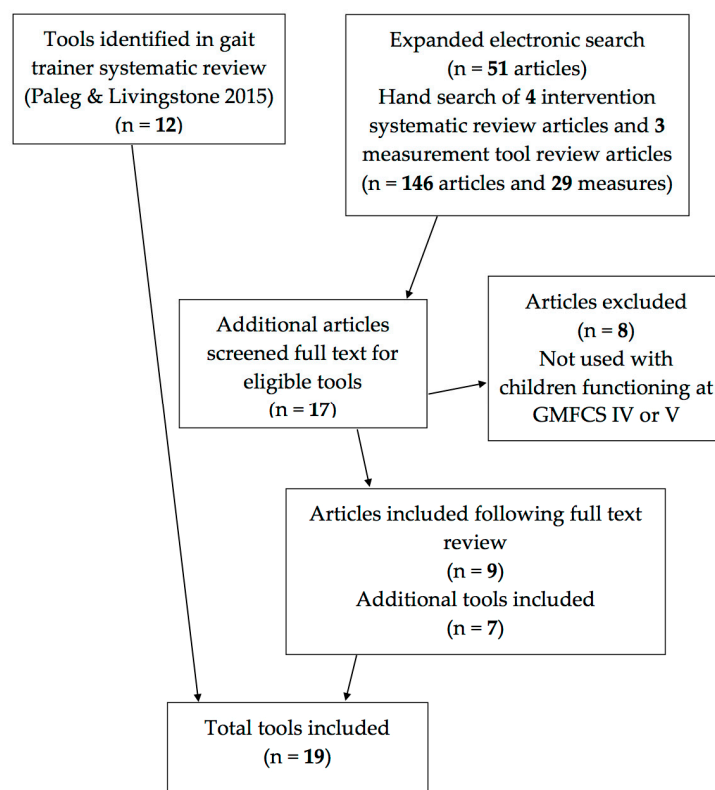 Tools identified in gait
trainer systematic review
(Paleg & Livingstone 2015)
(n = 12)
Expanded electronic search
(n = 51 articles)
Hand search of 4 intervention
systematic review articles and 3
measurement tool review articles
(n = 146 articles and 29 measures)
Additional articles
screened full text for
eligible tools
(n = 17)
Articles excluded
(n = 8)
Not used with
children functioning at
GMFCS IV or V
Articles included following full text
review
(n = 9)
Additional tools included
(n = 7)
Total tools included
(n = 19)